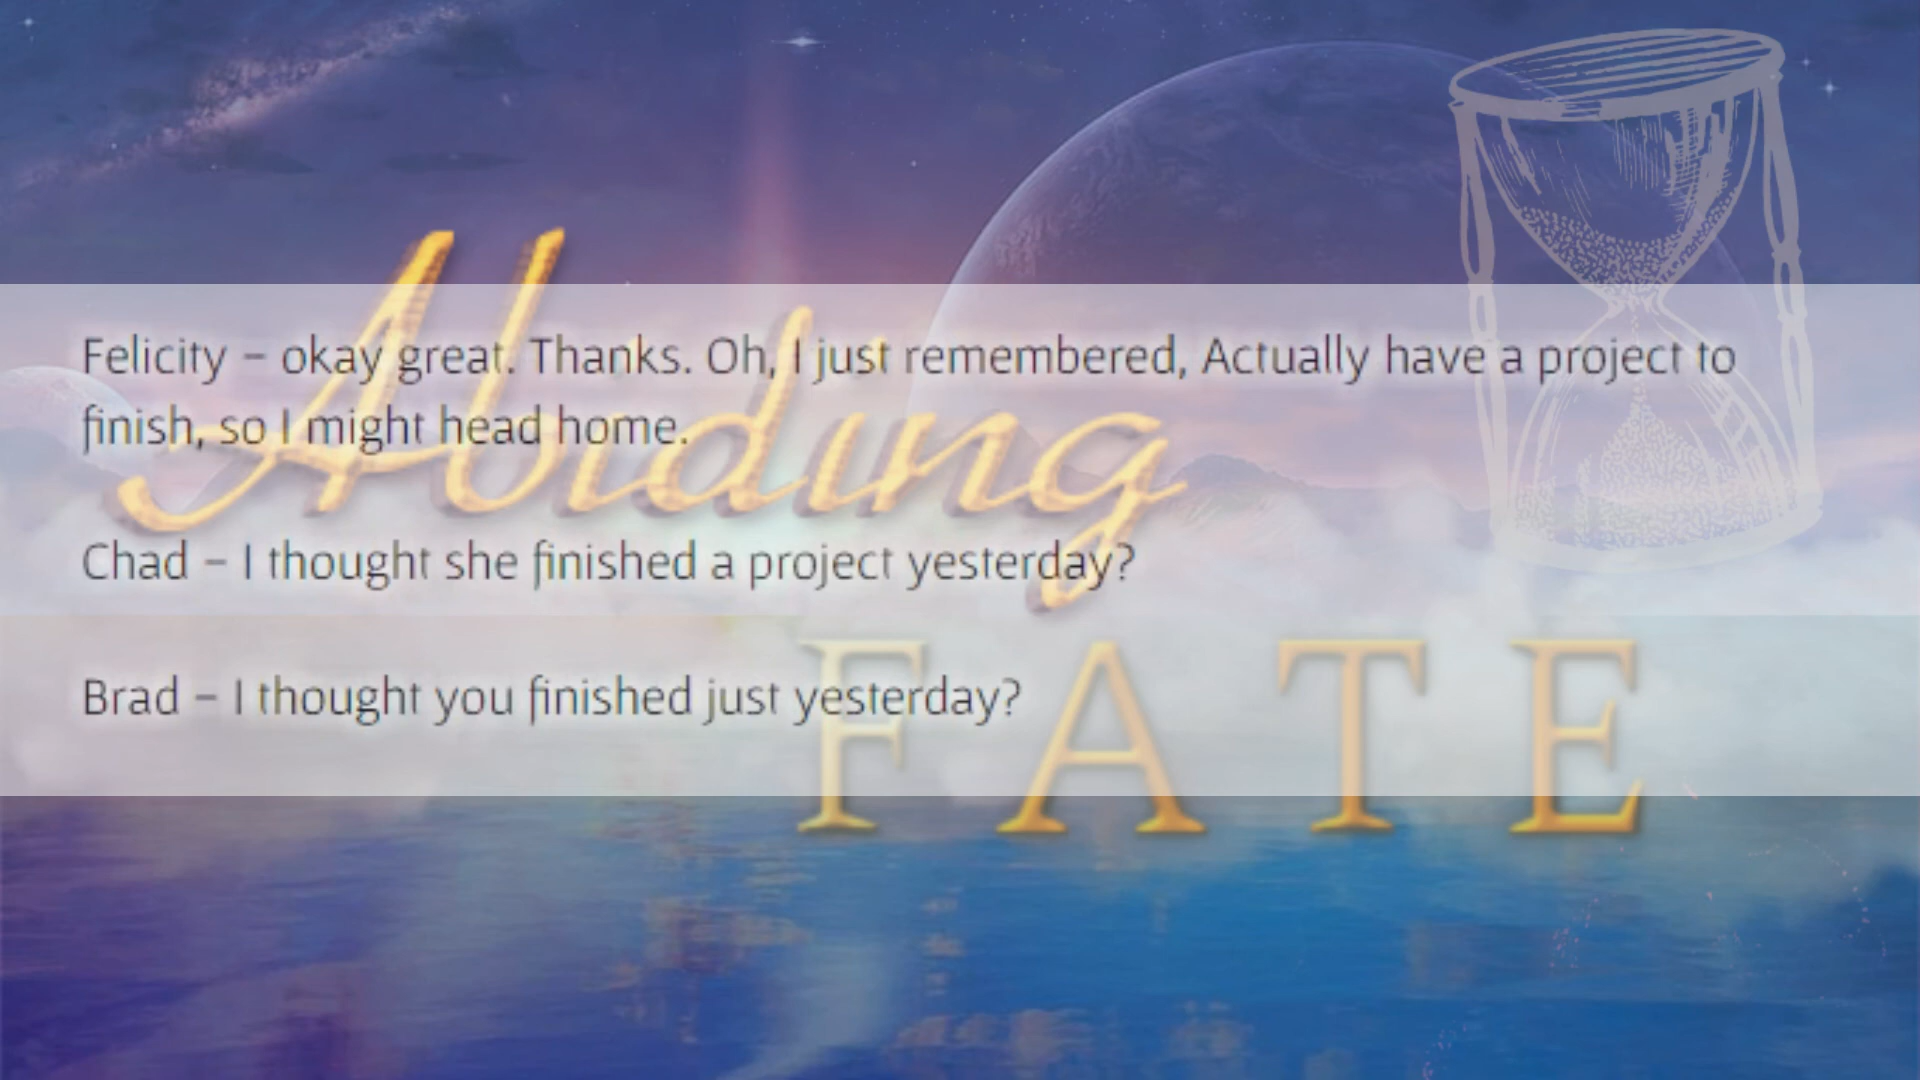 Felicity – okay great. Thanks. Oh, I just remembered, Actually have a project to
finish, so I might head home.
Abiding
Chad – I thought she finished a project yesterday?
FATE
Brad – I thought you finished just yesterday?